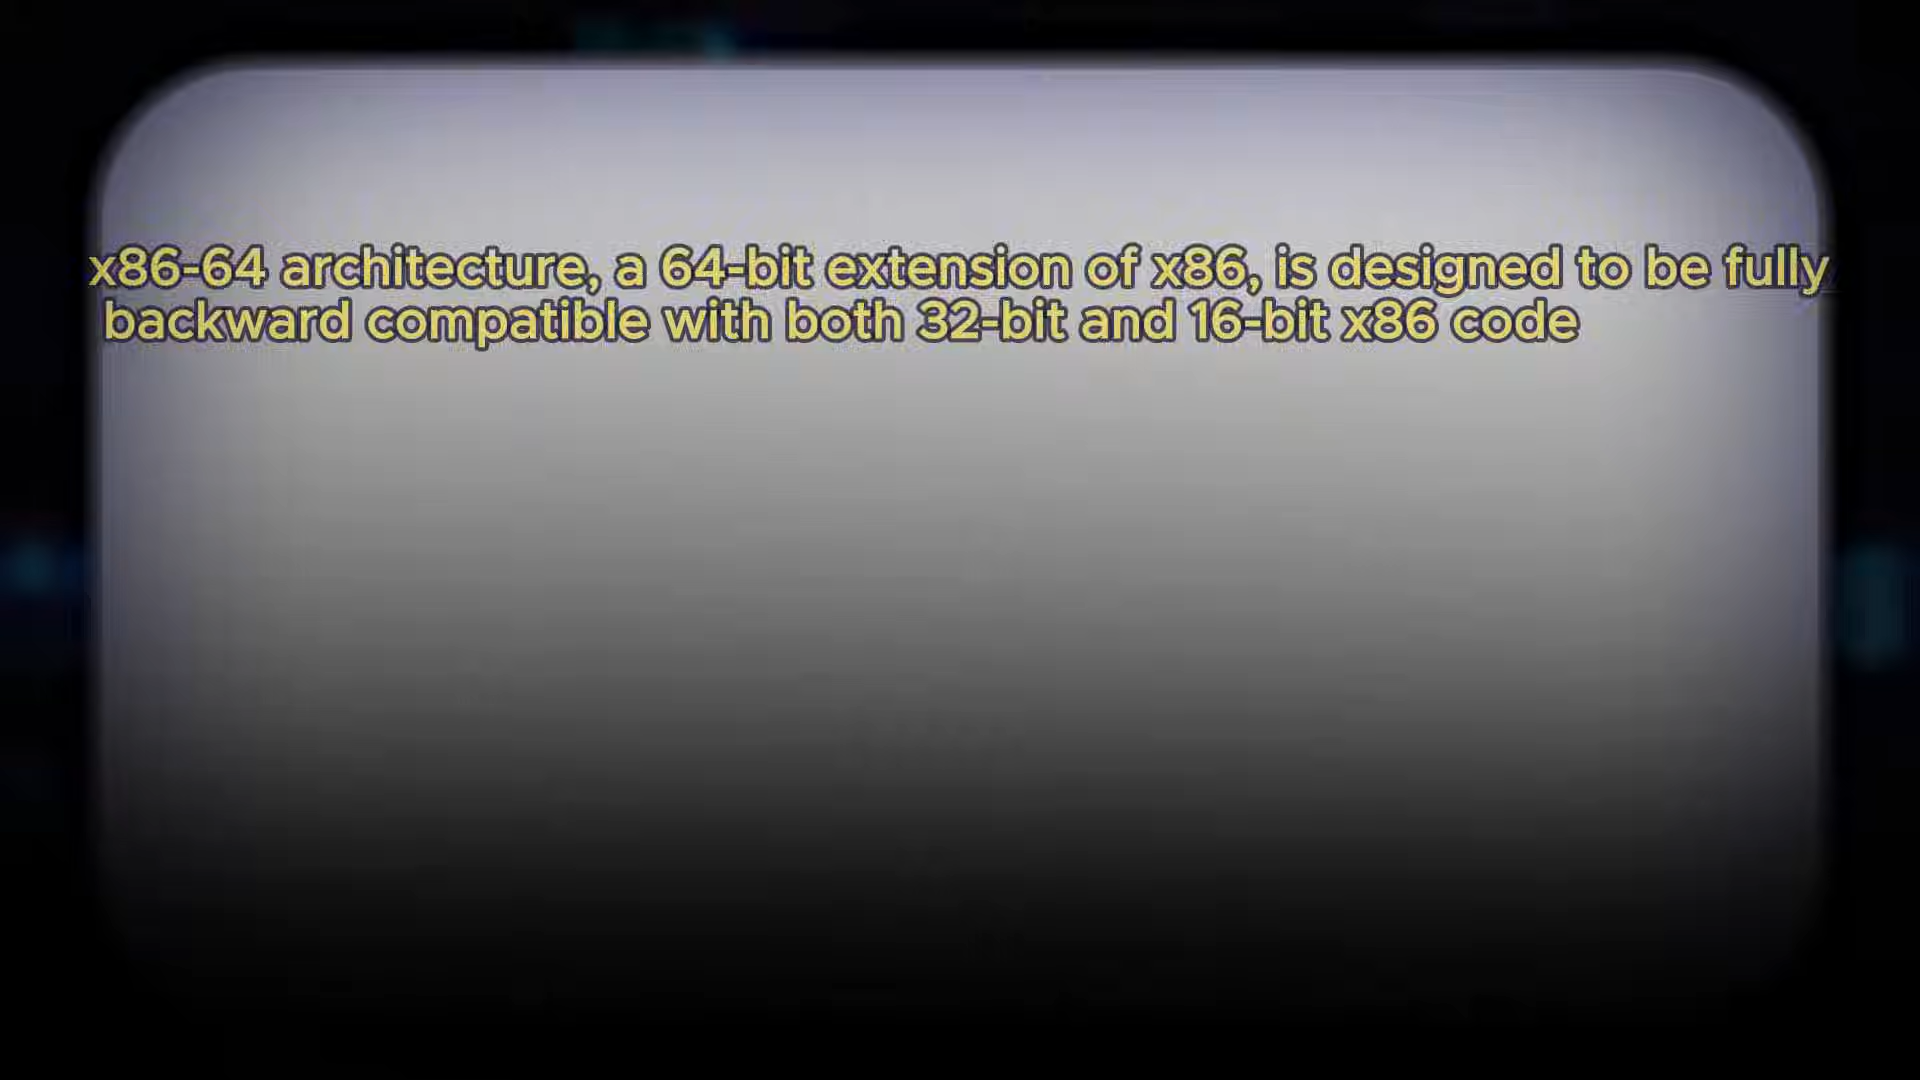 x86-64 architecture, a 64-bit extension of x86, is designed to be fully
backward compatible with both 32-bit and 16-bit x86 code